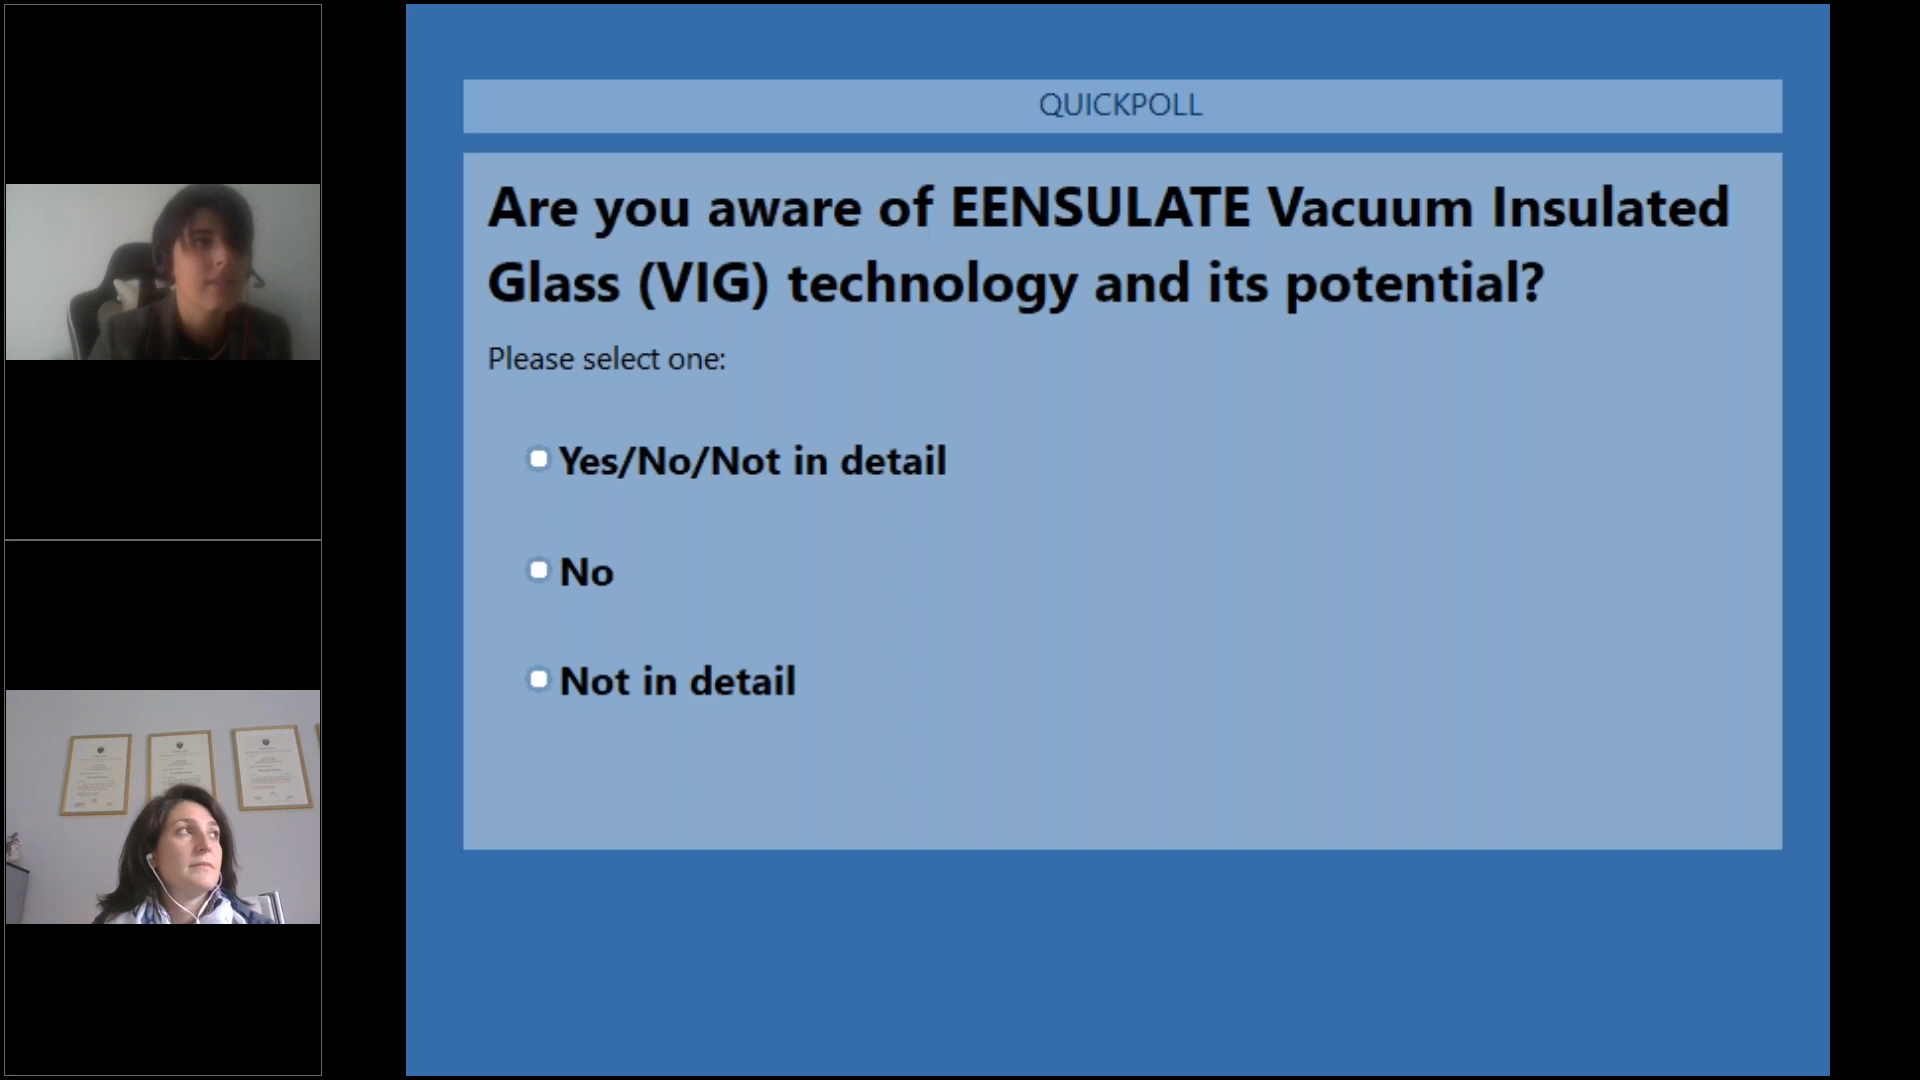 QUICKPOLL
Are you aware of EENSULATE Vacuum Insulated
Glass (VIG) technology and its potential?
Please select one:
Yes/No/Not in detail
No
Not in detail